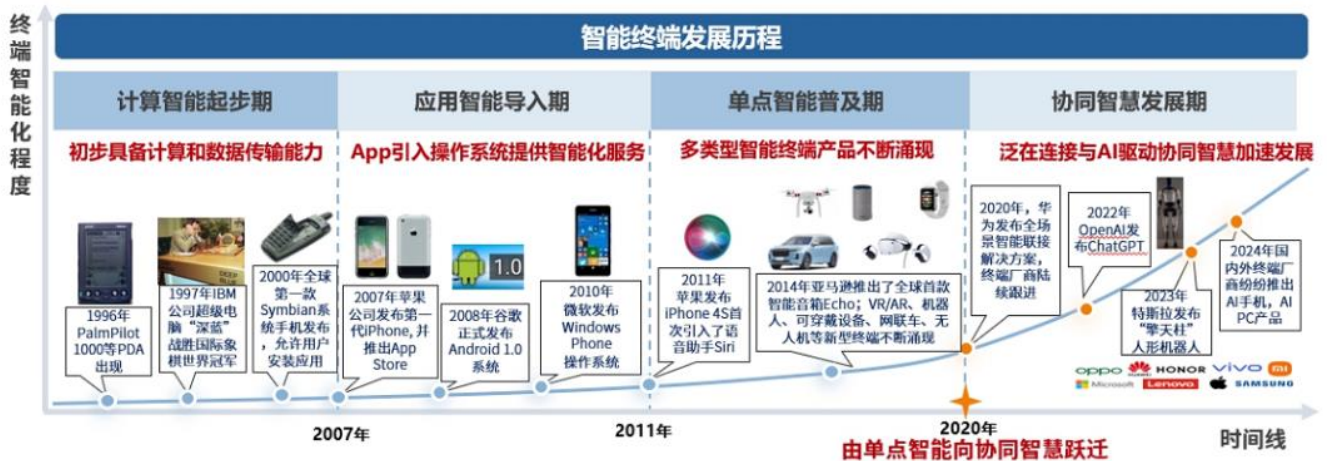 终端智能化程度
智能终端发展历程
计算智能起步期
应用智能导入期
单点智能普及期
协同智慧发展期
初步具备计算和数据传输能力
App引入操作系统提供智能化服务
多类型智能终端产品不断涌现
泛在连接与AI驱动协同智慧加速发展
1996年
PalmPilot
1000等PDA
出现
1997年IBM
公司超级电
脑“深蓝”
战胜国际象
棋世界冠军
2000年全球
第一款
Symbian系
统手机发布
，允许用户
安装应用
2007年苹果
公司发布第一
代iPhone, 并
推出App
Store
1.0
2008年谷歌
正式发布
Android 1.0
系统
2010年
微软发布
Windows
Phone
操作系统
2011年
苹果发布
iPhone 4S首
次引入了语
音助手Siri
2014年亚马逊推出了全球首款
智能音箱Echo；VR/AR、机器
人、可穿戴设备、网联车、无
人机等新型终端不断涌现
2020年，华
为发布全场
景智能联接
解决方案，
终端厂商陆
续跟进
2022年
OpenAI发
布ChatGPT
2023年
特斯拉发布
“擎天柱”
人形机器人
2024年国
内外终端厂
商纷纷推出
AI手机，AI
PC产品
oppo HUAWEI HONOR vivo MI
Microsoft Lenovo SAMSUNG
2007年
2011年
2020年
时间线
由单点智能向协同智慧跃迁